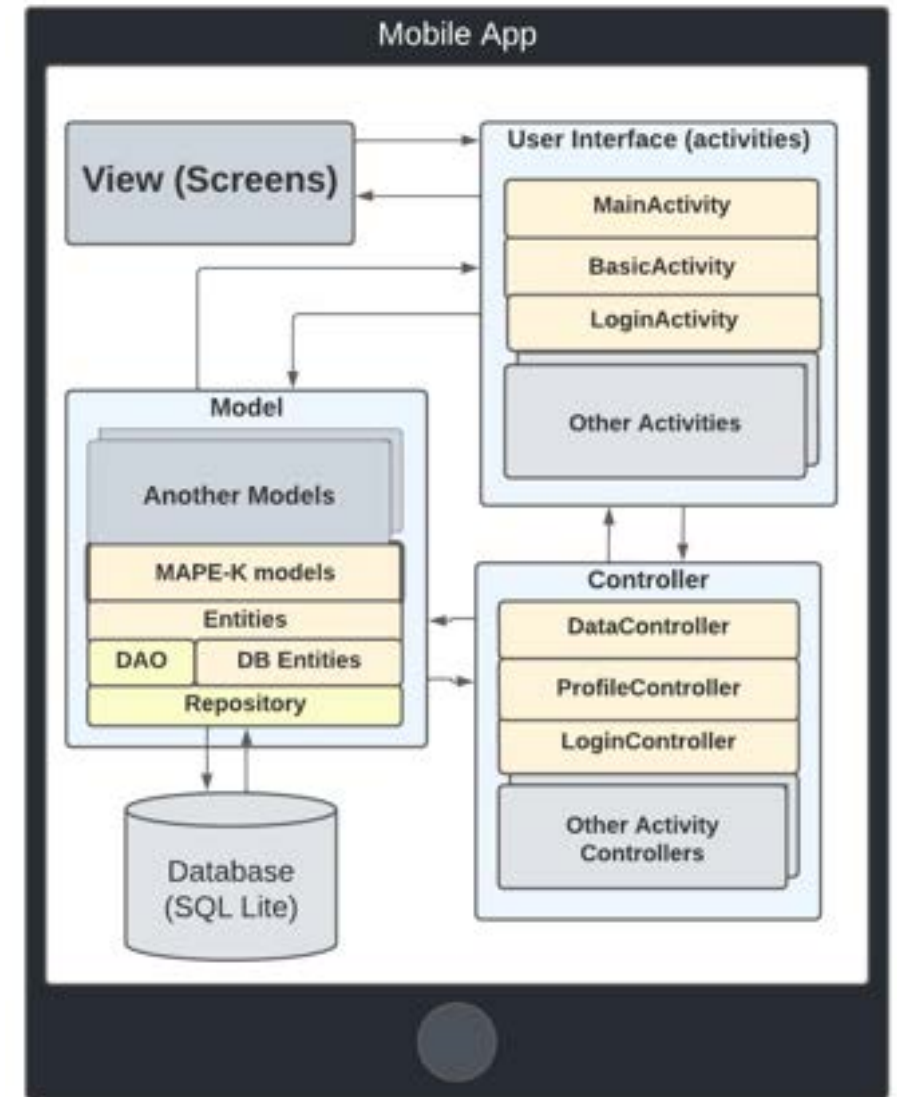 Mobile App
View (Screens)
User Interface (activities)
MainActivity
BasicActivity
LoginActivity
Other Activities
Model
Another Models
MAPE-K models
Entities
DAO
DB Entities
Repository
Controller
DataController
ProfileController
LoginController
Other Activity
Controllers
Database
(SQL Lite)